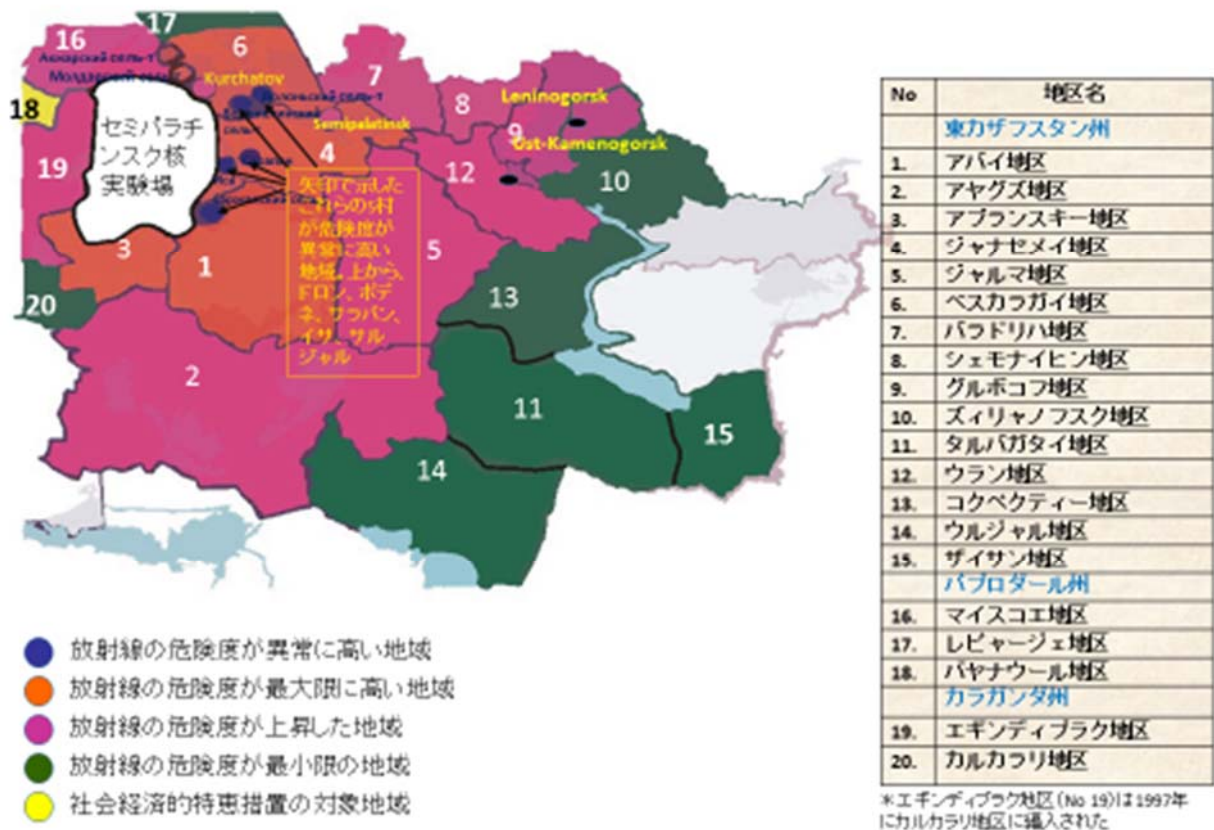 17
16
6
Kurchatov
7
18
8
Leninogorsk
セミパラチ
ンスク核
実験場
Semipalatinsk
9
Ust-Kamenogorsk
19
4
12
10
矢印で示した
これらの5村
が危険度が
異常に高い
地域。上から、
ドロン、ボデ
ネ、サラパン、
イサ、サル
ジャル
3
1
5
20
13
2
11
15
14
放射線の危険度が異常に高い地域
放射線の危険度が最大限に高い地域
放射線の危険度が上昇した地域
放射線の危険度が最小限の地域
社会経済的特恵措置の対象地域
No 地区名
東カザフスタン州
1. アバイ地区
2. アヤグズ地区
3. アブランスキー地区
4. ジャナセメイ地区
5. ジャルマ地区
6. ベスカラガイ地区
7. バラドリハ地区
8. シェモナイヒン地区
9. グルボコフ地区
10. ズィリャノフスク地区
11. タルバガタイ地区
12. ウラン地区
13. コクペクティー地区
14. ウルジャル地区
15. ザイサン地区
パブロダール州
16. マイスコエ地区
17. レビャージェ地区
18. バヤナウール地区
カラガンダ州
19. エギンディブラク地区
20. カルカラリ地区
*エギンディブラク地区(No 19)は1997年
にカルカラリ地区に編入された